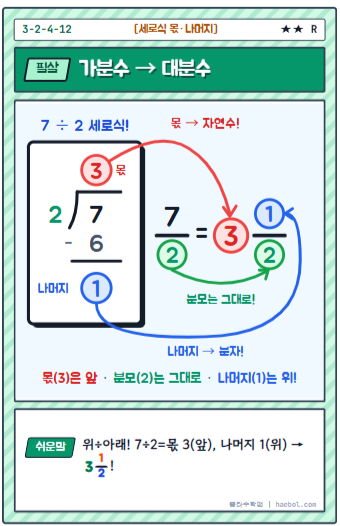 3-2-4-12 [세로식 몫·나머지] ★★ R
필살 가분수 → 대분수
7 ÷ 2 세로식!
몫 → 자연수!
3 몫
2 7
- 6
나머지 1
7 = 3 1
2 2
분모는 그대로!
나머지 → 분자!
몫(3)은 앞 · 분모(2)는 그대로 · 나머지(1)는 위!
쉬운말 위÷아래! 7÷2=몫 3(앞), 나머지 1(위) →
3 1/2!
| haebol.com